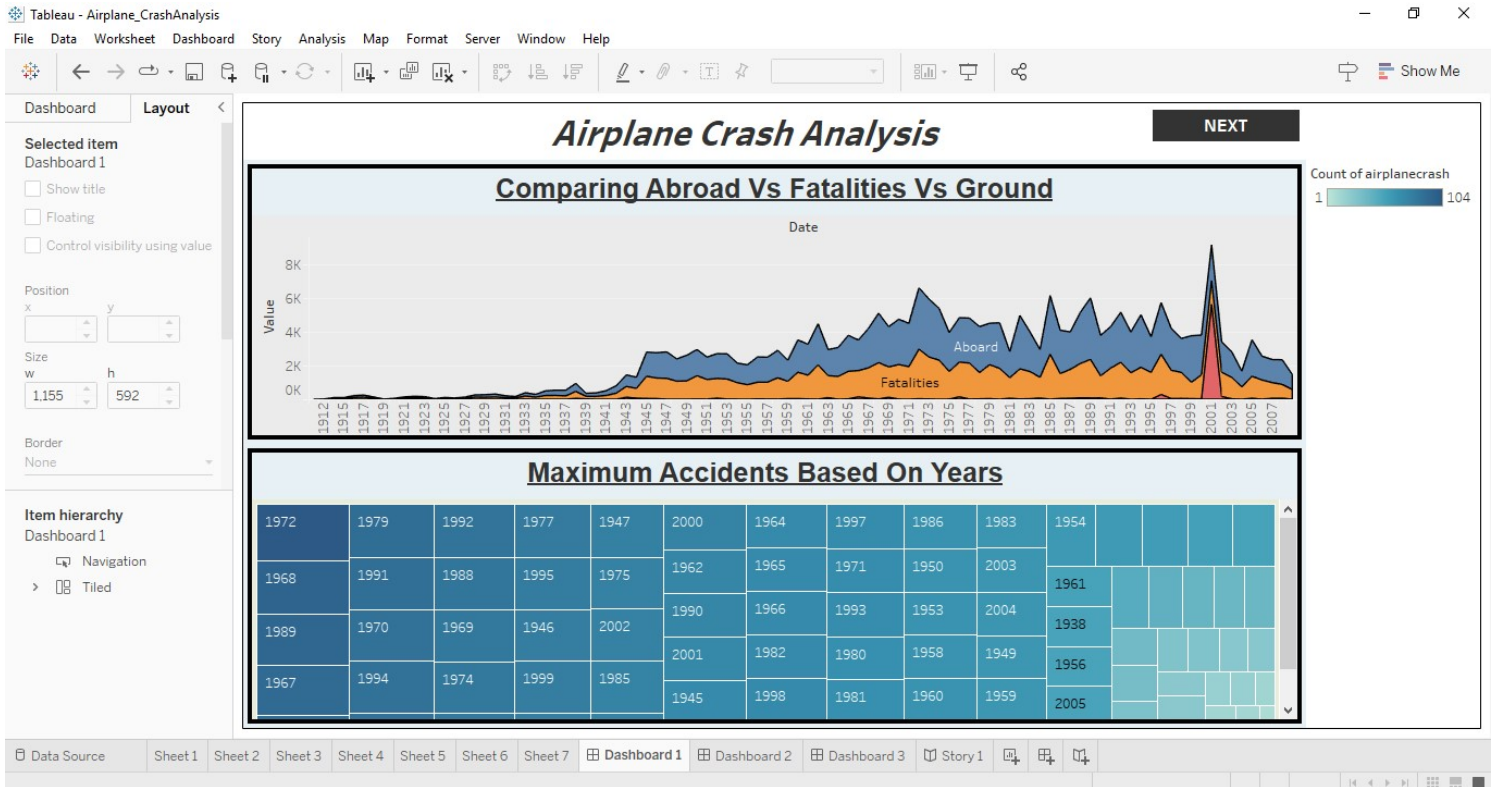 Tableau - Airplane_CrashAnalysis
File Data Worksheet Dashboard Story Analysis Map Format Server Window Help
Show Me
Dashboard Layout
Selected item
Dashboard 1
Show title
Floating
Control visibility using value
Position
x y
Size
w h
1,155 592
Border
None
Item hierarchy
Dashboard 1
Navigation
Tiled
Airplane Crash Analysis
NEXT
Comparing Abroad Vs Fatalities Vs Ground
Date
Value
8K
6K
4K
2K
0K
Aboard
Fatalities
1912 1915 1917 1919 1921 1923 1925 1927 1929 1931 1933 1935 1937 1939 1941 1943 1945 1947 1949 1951 1953 1955 1957 1959 1961 1963 1965 1967 1969 1971 1973 1975 1977 1979 1981 1983 1985 1987 1989 1991 1993 1995 1997 1999 2001 2003 2005 2007
Count of airplanecrash
1 104
Maximum Accidents Based On Years
1972 1979 1992 1977 1947 2000 1964 1997 1986 1983 1954
1968 1991 1988 1995 1975 1962 1965 1971 1950 2003 1961
1989 1970 1969 1946 2002 1990 1966 1993 1953 2004 1938
1967 1994 1974 1999 1985 2001 1982 1980 1958 1949 1956
1945 1998 1981 1960 1959 2005
Data Source Sheet 1 Sheet 2 Sheet 3 Sheet 4 Sheet 5 Sheet 6 Sheet 7 Dashboard 1 Dashboard 2 Dashboard 3 Story 1